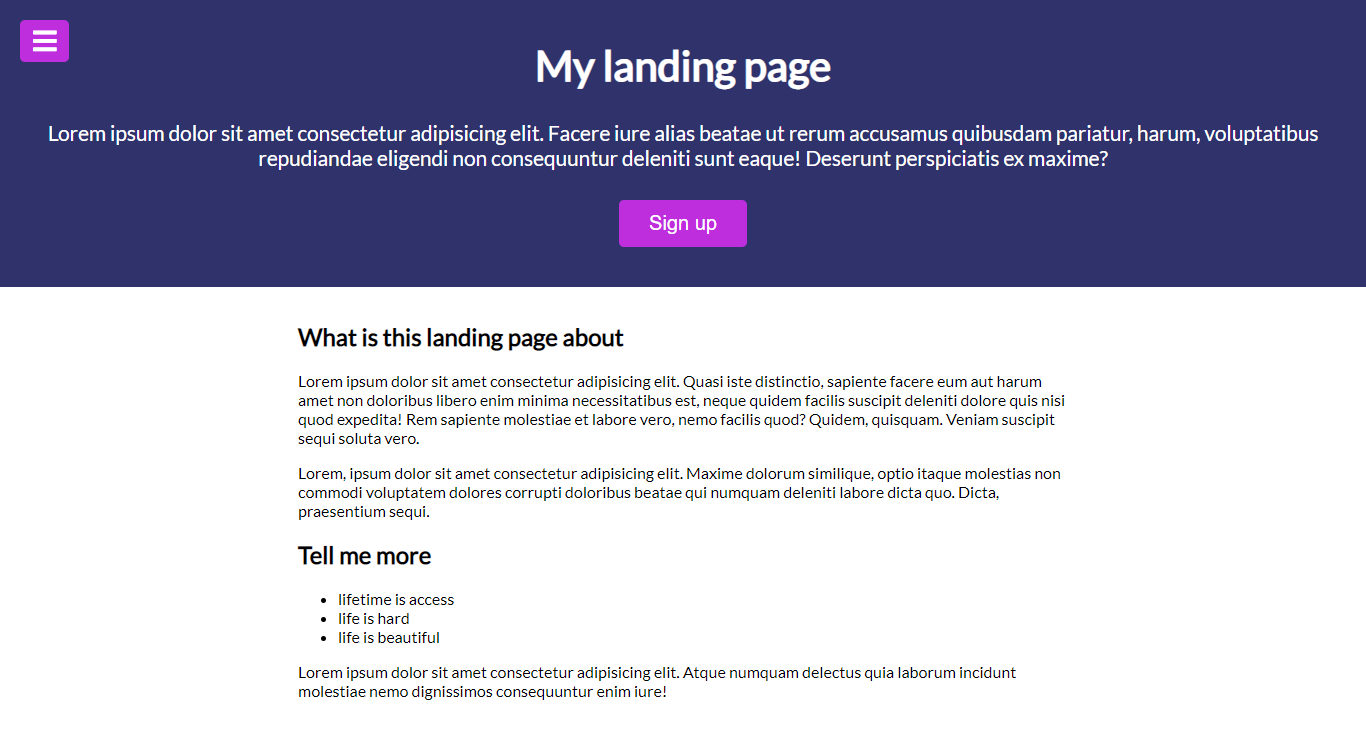 My landing page
Lorem ipsum dolor sit amet consectetur adipisicing elit. Facere iure alias beatae ut rerum accusamus quibusdam pariatur, harum, voluptatibus
repudiandae eligendi non consequuntur deleniti sunt eaque! Deserunt perspiciatis ex maxime?
Sign up
What is this landing page about
Lorem ipsum dolor sit amet consectetur adipisicing elit. Quasi iste distinctio, sapiente facere eum aut harum
amet non doloribus libero enim minima necessitatibus est, neque quidem facilis suscipit deleniti dolore quis nisi
quod expedita! Rem sapiente molestiae et labore vero, nemo facilis quod? Quidem, quisquam. Veniam suscipit
sequi soluta vero.
Lorem, ipsum dolor sit amet consectetur adipisicing elit. Maxime dolorum similique, optio itaque molestias non
commodi voluptatem dolores corrupti doloribus beatae qui numquam deleniti labore dicta quo. Dicta,
praesentium sequi.
Tell me more
• lifetime is access
• life is hard
• life is beautiful
Lorem ipsum dolor sit amet consectetur adipisicing elit. Atque numquam delectus quia laborum incidunt
molestiae nemo dignissimos consequuntur enim iure!